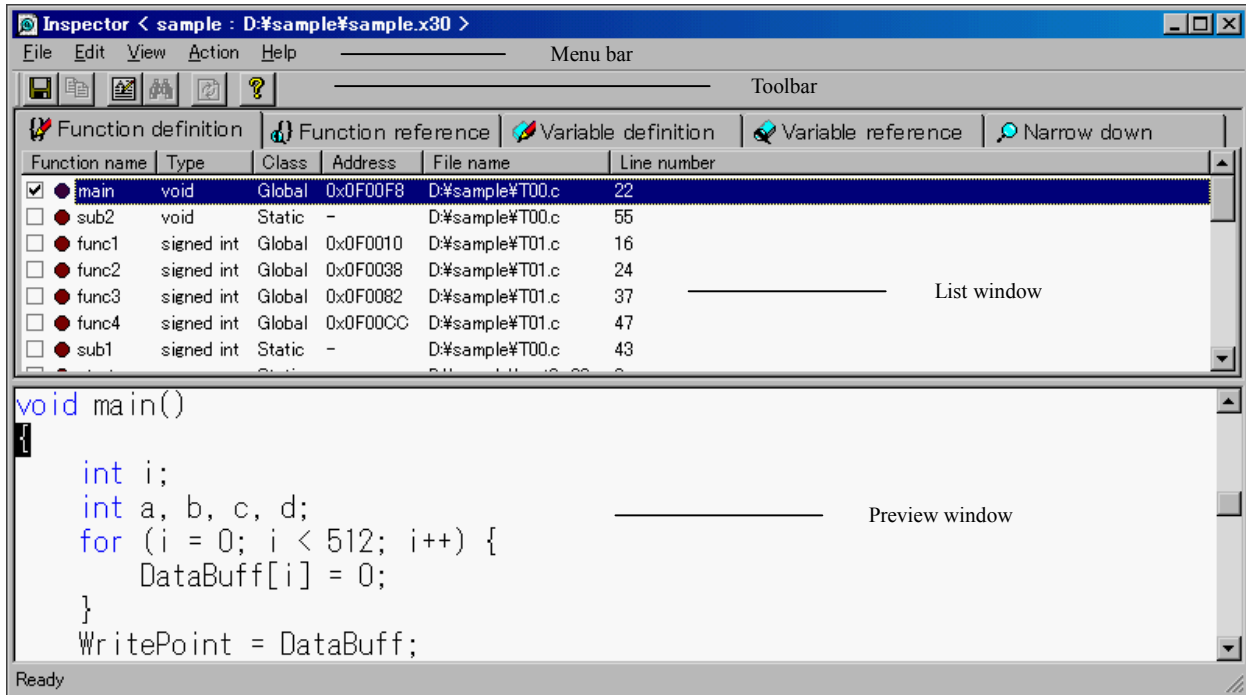 Inspector < sample : D:¥sample¥sample.x30 >
File Edit View Action Help Menu bar
Toolbar
Function definition Function reference Variable definition Variable reference Narrow down
Function name Type Class Address File name Line number
main void Global 0x0F00F8 D:¥sample¥T00.c 22
sub2 void Static - D:¥sample¥T00.c 55
func1 signed int Global 0x0F0010 D:¥sample¥T01.c 16
func2 signed int Global 0x0F0038 D:¥sample¥T01.c 24
func3 signed int Global 0x0F0082 D:¥sample¥T01.c 37
List window
func4 signed int Global 0x0F00CC D:¥sample¥T01.c 47
sub1 signed int Static - D:¥sample¥T00.c 43
void main()
{
int i;
int a, b, c, d;
Preview window
for (i = 0; i < 512; i++) {
DataBuff[i] = 0;
}
WritePoint = DataBuff;
Ready